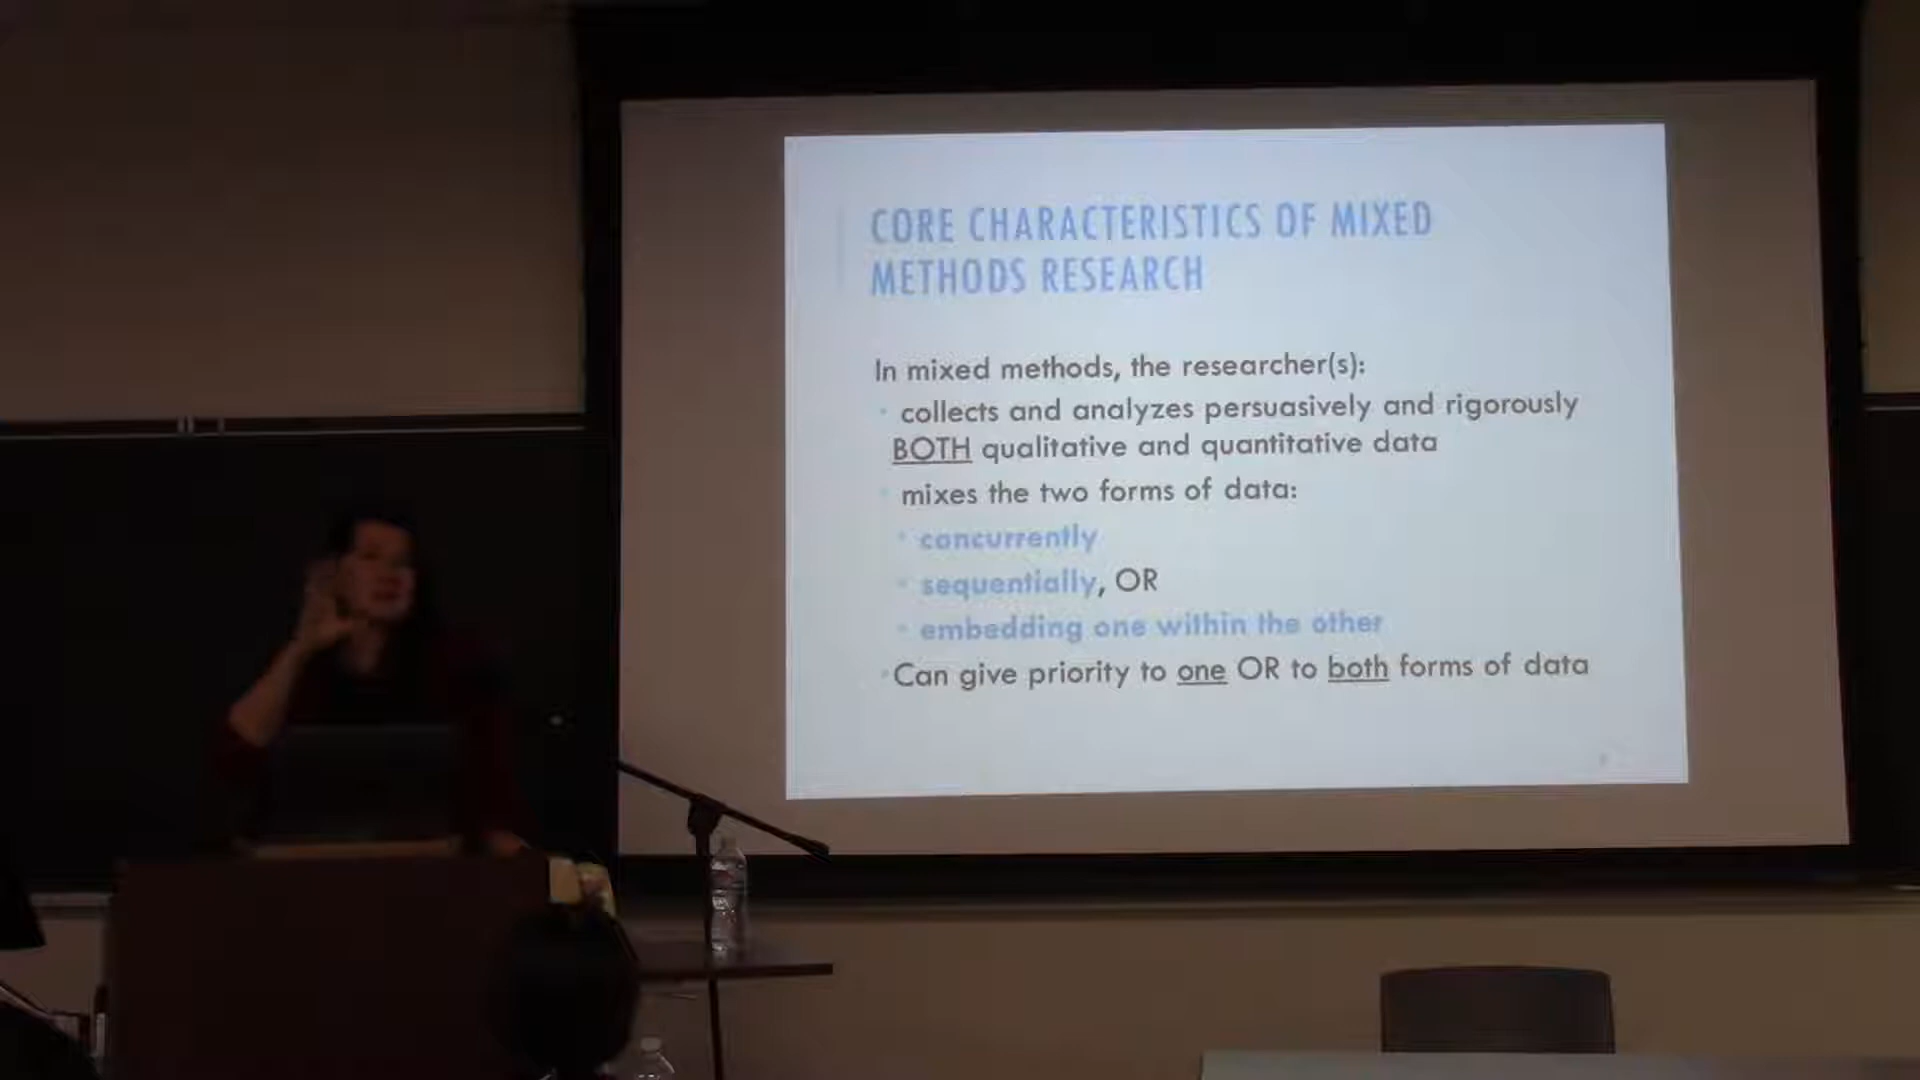 CORE CHARACTERISTICS OF MIXED
METHODS RESEARCH
In mixed methods, the researcher(s):
• collects and analyzes persuasively and rigorously
BOTH qualitative and quantitative data
• mixes the two forms of data:
• concurrently
• sequentially, OR
• embedding one within the other
• Can give priority to one OR to both forms of data